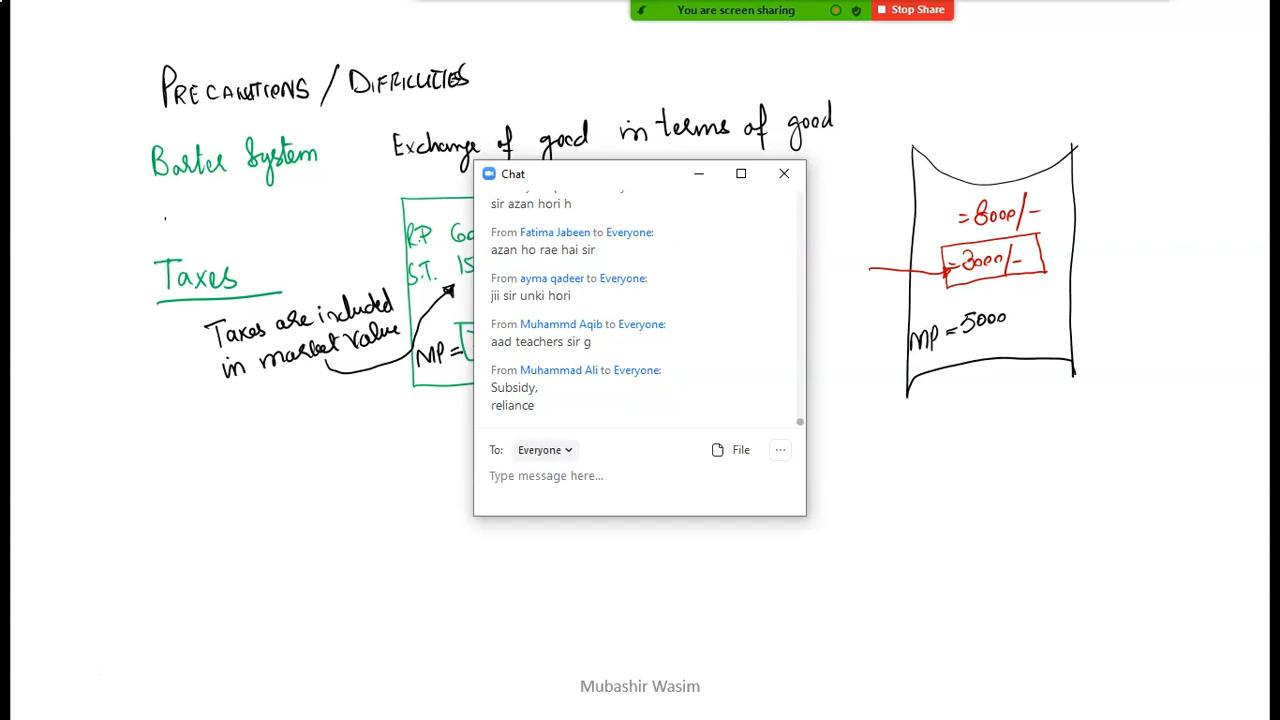 You are screen sharing
Stop Share
PRECAUTIONS / DIFFICULTIES
Barter System
Exchange of good in terms of good
Chat
sir azan hori h
From Fatima Jabeen to Everyone:
azan ho rae hai sir
From ayma qadeer to Everyone:
jii sir unki hori
From Muhammd Aqib to Everyone:
aad teachers sir g
From Muhammad Ali to Everyone:
Subsidy,
reliance
To: Everyone
File
Type message here...
R.P
S.T. 15
MP =
Taxes
Taxes are included
in market value
= 8000/-
= 3000/-
MP = 5000
Mubashir Wasim